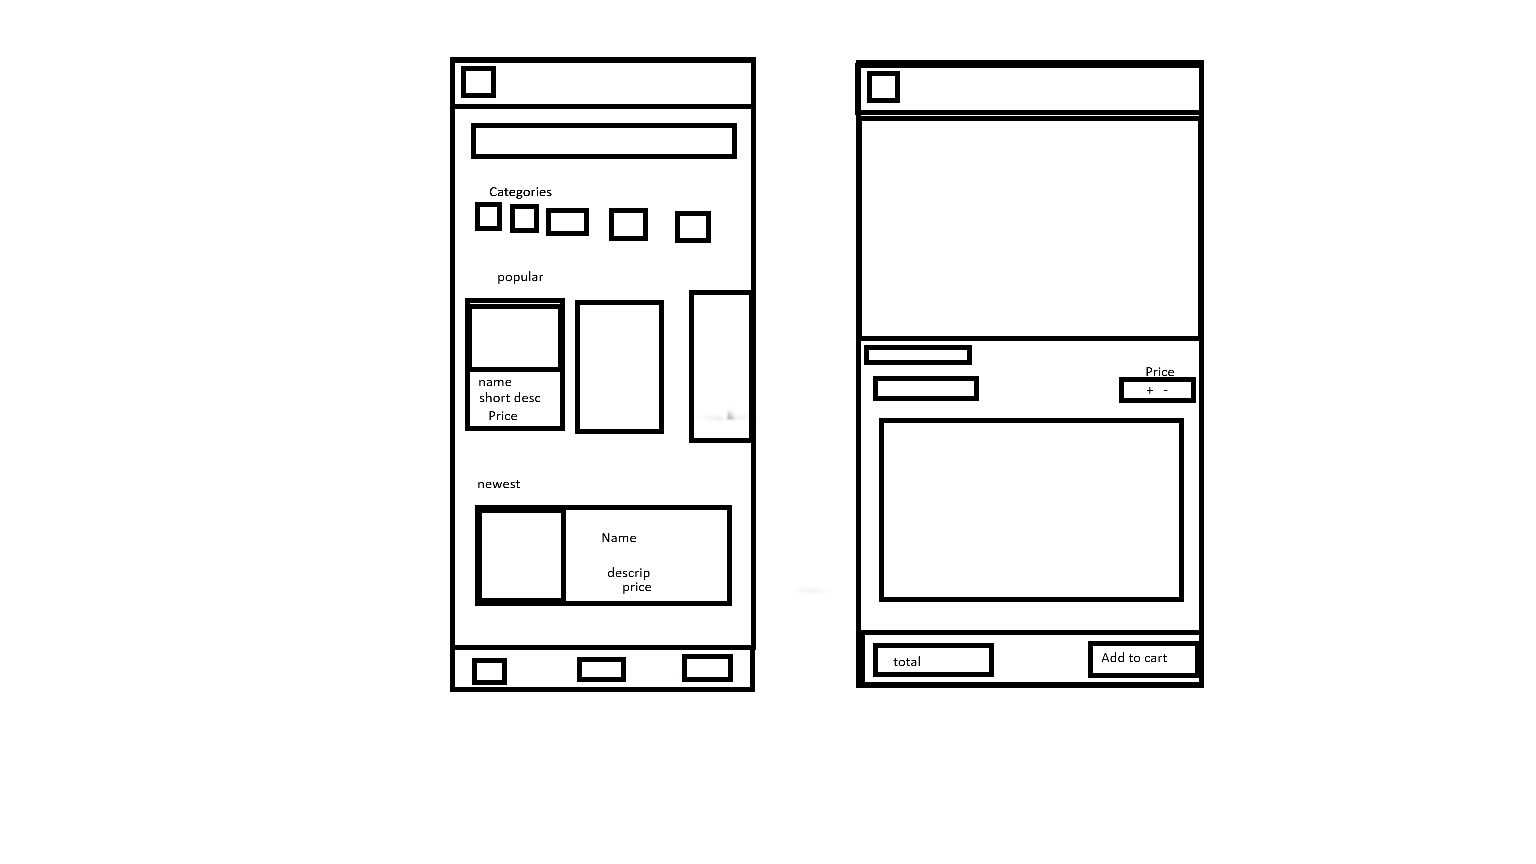 Categories
popular
name
short desc
Price
newest
Name
descrip
price
Price
+ -
total
Add to cart